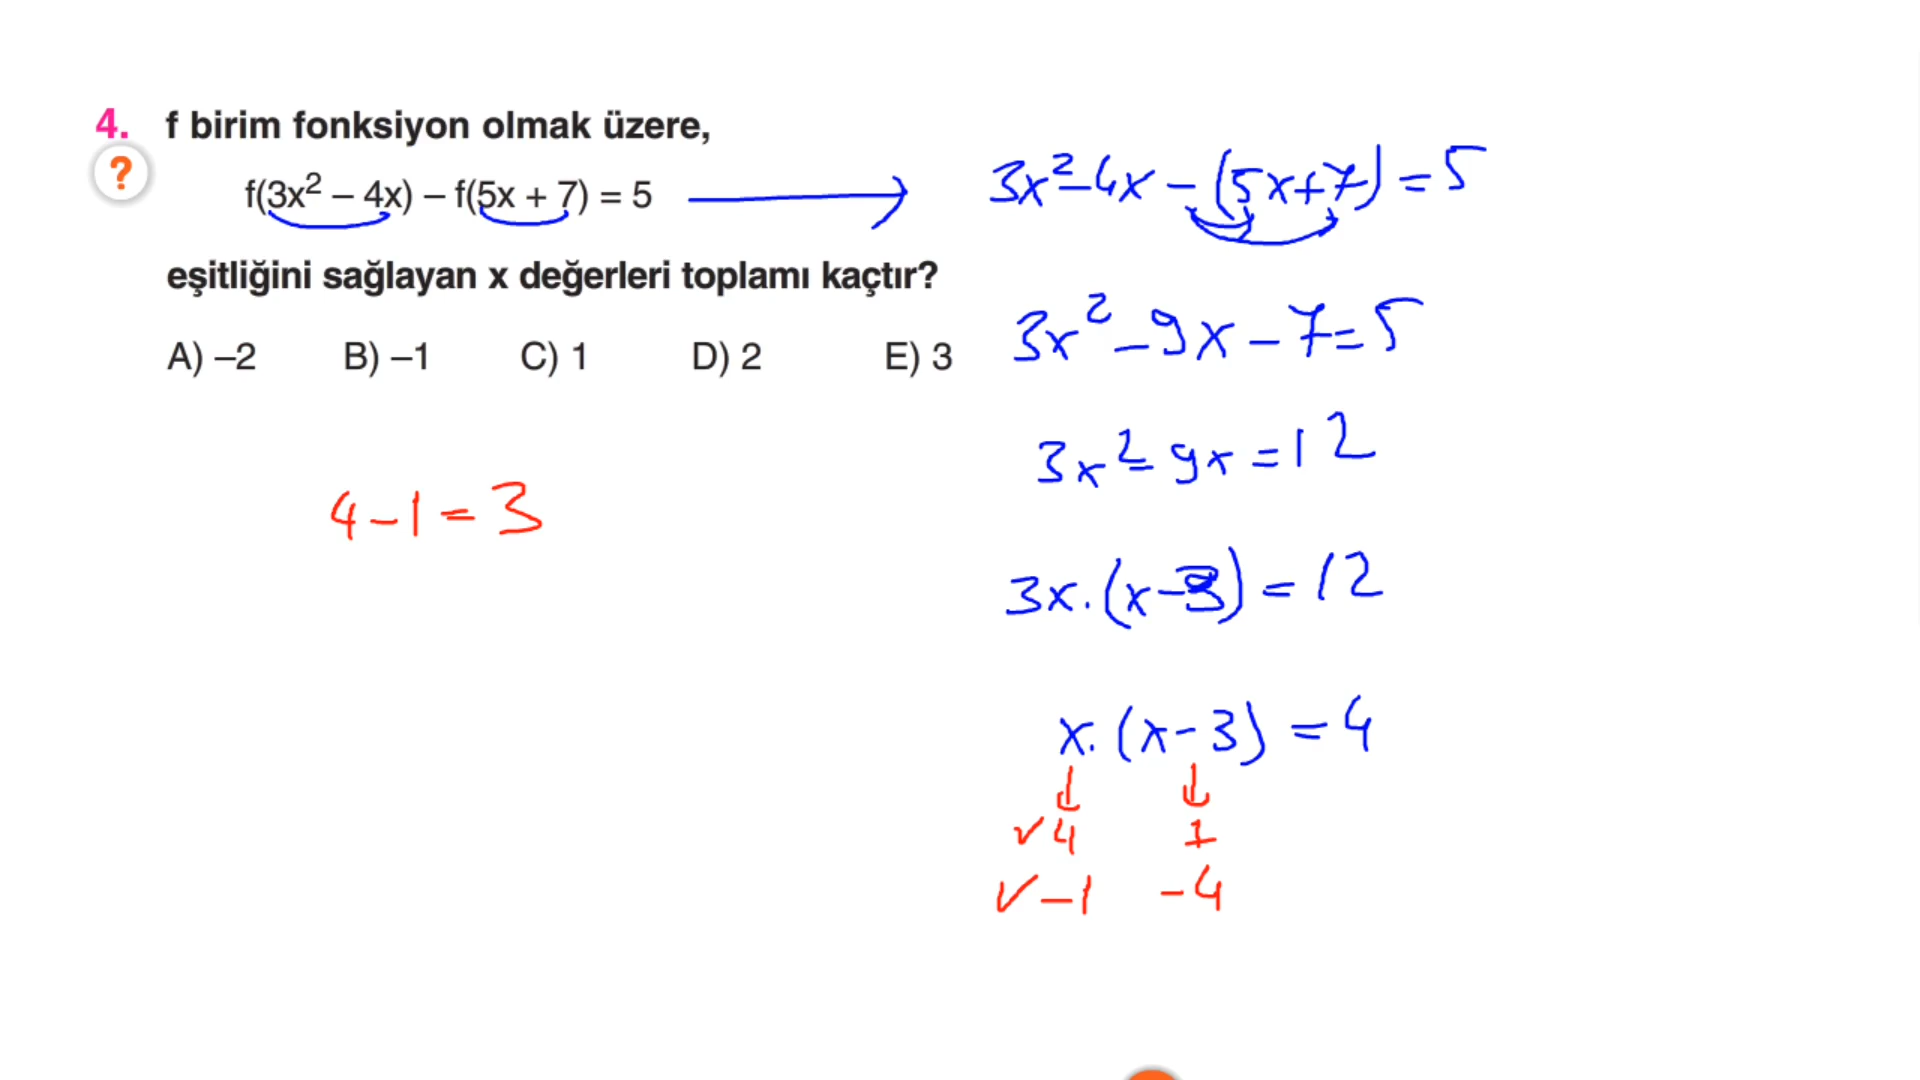 4. f birim fonksiyon olmak üzere,
?
f(3x² – 4x) – f(5x + 7) = 5
eşitliğini sağlayan x değerleri toplamı kaçtır?
A) –2 B) –1 C) 1 D) 2 E) 3
4 - 1 = 3
3x² - 4x - (5x + 7) = 5
3x² - 9x - 7 = 5
3x² - 9x = 12
3x . (x - 3) = 12
x . (x - 3) = 4
✓ 4 1
✓ -1 -4